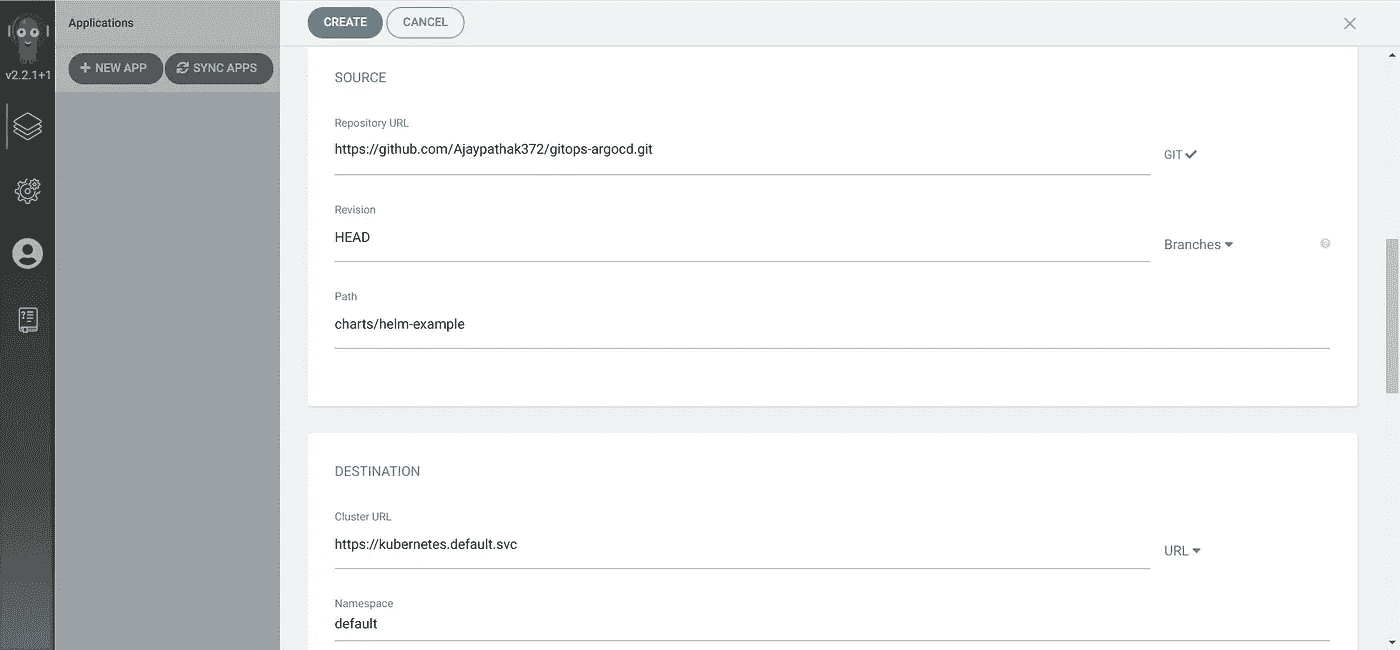 Applications
CREATE
CANCEL
v2.2.1+1
NEW APP
SYNC APPS
SOURCE
Repository URL
https://github.com/Ajaypathak372/gitops-argocd.git
GIT
Revision
HEAD
Branches
Path
charts/helm-example
DESTINATION
Cluster URL
https://kubernetes.default.svc
URL
Namespace
default